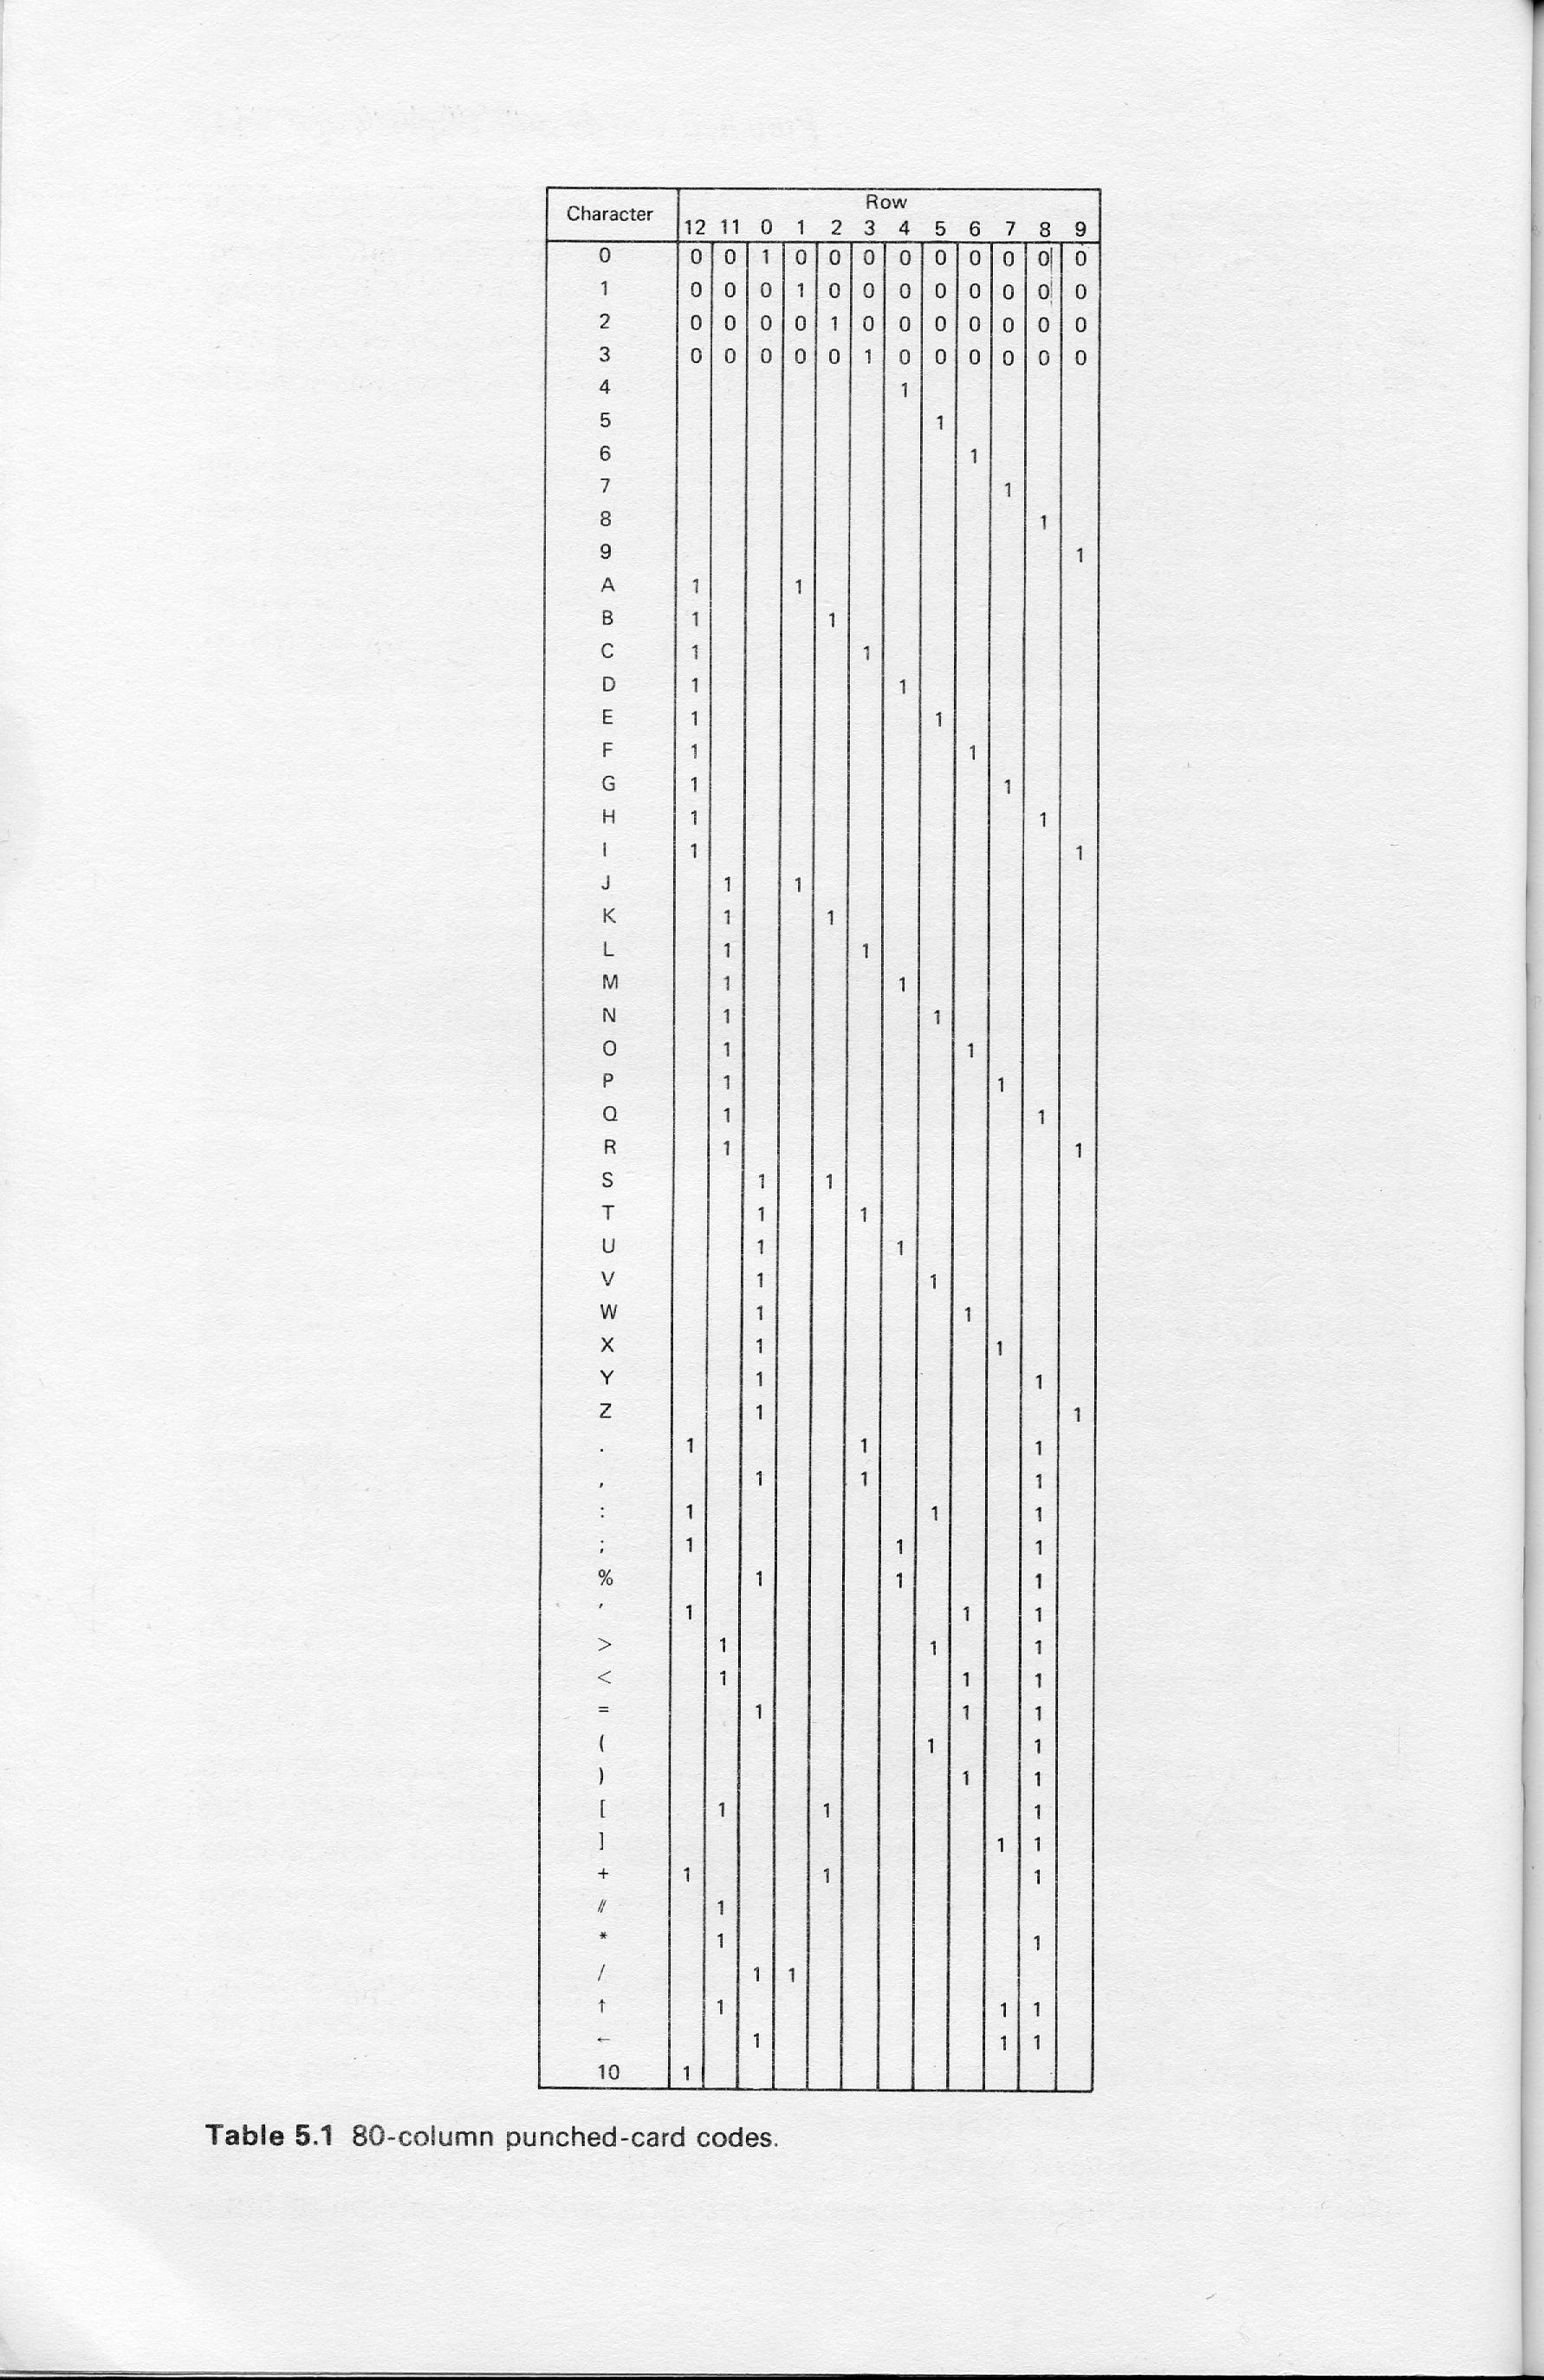 Row
Character 12 11 0 1 2 3 4 5 6 7 8 9
0 0 0 1 0 0 0 0 0 0 0 0 0
1 0 0 0 1 0 0 0 0 0 0 0 0
2 0 0 0 0 1 0 0 0 0 0 0 0
3 0 0 0 0 0 1 0 0 0 0 0 0
4 1
5 1
6 1
7 1
8 1
9 1
A 1 1
B 1 1
C 1 1
D 1 1
E 1 1
F 1 1
G 1 1
H 1 1
I 1 1
J 1 1
K 1 1
L 1 1
M 1 1
N 1 1
O 1 1
P 1 1
Q 1 1
R 1 1
S 1 1
T 1 1
U 1 1
V 1 1
W 1 1
X 1 1
Y 1 1
Z 1 1
. 1 1 1
, 1 1 1
: 1 1 1
; 1 1 1
% 1 1 1
′ 1 1 1
> 1 1 1
< 1 1 1
= 1 1 1
( 1 1
) 1 1
[ 1 1 1
] 1 1
+ 1 1 1
// 1
* 1 1
/ 1 1
↑ 1 1 1
← 1 1 1
10 1
Table 5.1 80-column punched-card codes.